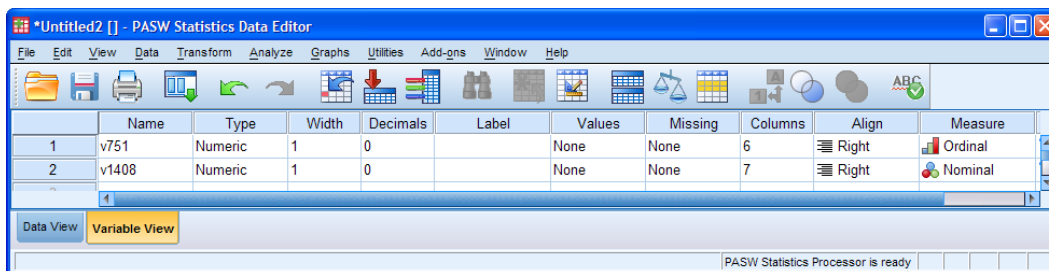 *Untitled2 [] - PASW Statistics Data Editor
File Edit View Data Transform Analyze Graphs Utilities Add-ons Window Help
A
1
ABC
Name Type Width Decimals Label Values Missing Columns Align Measure
1 v751 Numeric 1 0 None None 6 Right Ordinal
2 v1408 Numeric 1 0 None None 7 Right Nominal
Data View Variable View
PASW Statistics Processor is ready